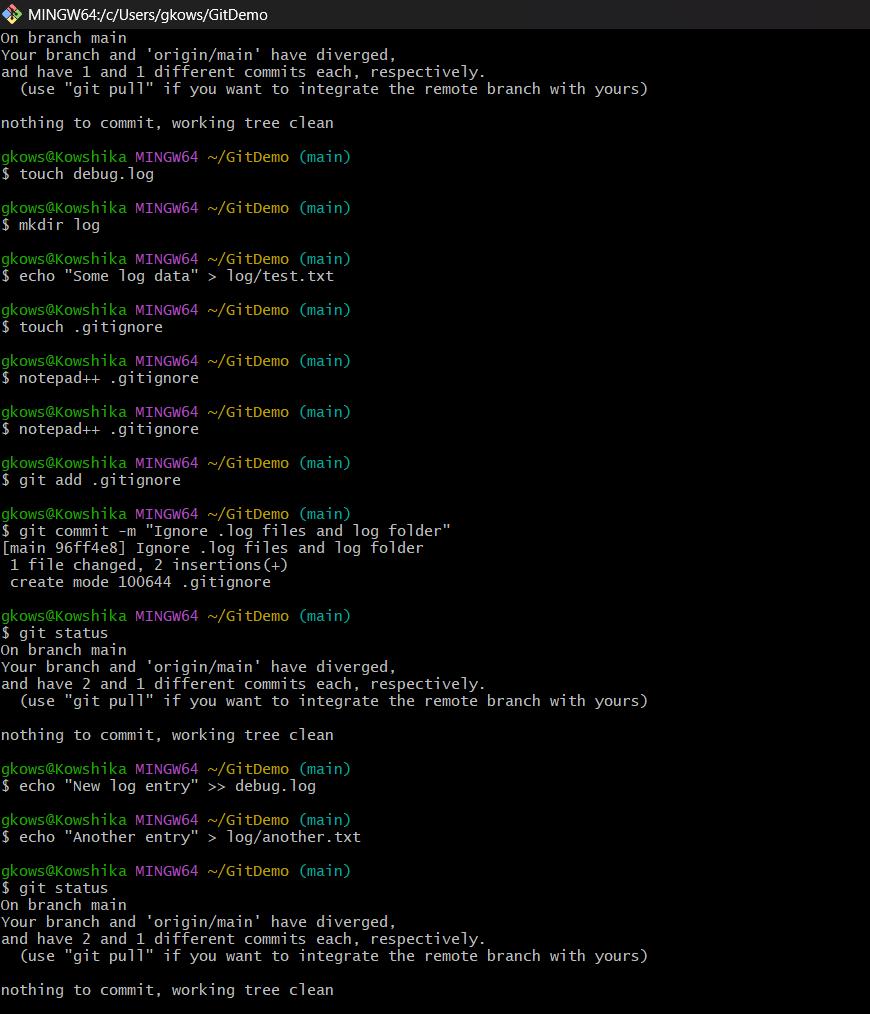 MINGW64:/c/Users/gkows/GitDemo
On branch main
Your branch and 'origin/main' have diverged,
and have 1 and 1 different commits each, respectively.
  (use "git pull" if you want to integrate the remote branch with yours)

nothing to commit, working tree clean

gkows@Kowshika MINGW64 ~/GitDemo (main)
$ touch debug.log

gkows@Kowshika MINGW64 ~/GitDemo (main)
$ mkdir log

gkows@Kowshika MINGW64 ~/GitDemo (main)
$ echo "Some log data" > log/test.txt

gkows@Kowshika MINGW64 ~/GitDemo (main)
$ touch .gitignore

gkows@Kowshika MINGW64 ~/GitDemo (main)
$ notepad++ .gitignore

gkows@Kowshika MINGW64 ~/GitDemo (main)
$ notepad++ .gitignore

gkows@Kowshika MINGW64 ~/GitDemo (main)
$ git add .gitignore

gkows@Kowshika MINGW64 ~/GitDemo (main)
$ git commit -m "Ignore .log files and log folder"
[main 96ff4e8] Ignore .log files and log folder
 1 file changed, 2 insertions(+)
 create mode 100644 .gitignore

gkows@Kowshika MINGW64 ~/GitDemo (main)
$ git status
On branch main
Your branch and 'origin/main' have diverged,
and have 2 and 1 different commits each, respectively.
  (use "git pull" if you want to integrate the remote branch with yours)

nothing to commit, working tree clean

gkows@Kowshika MINGW64 ~/GitDemo (main)
$ echo "New log entry" >> debug.log

gkows@Kowshika MINGW64 ~/GitDemo (main)
$ echo "Another entry" > log/another.txt

gkows@Kowshika MINGW64 ~/GitDemo (main)
$ git status
On branch main
Your branch and 'origin/main' have diverged,
and have 2 and 1 different commits each, respectively.
  (use "git pull" if you want to integrate the remote branch with yours)

nothing to commit, working tree clean